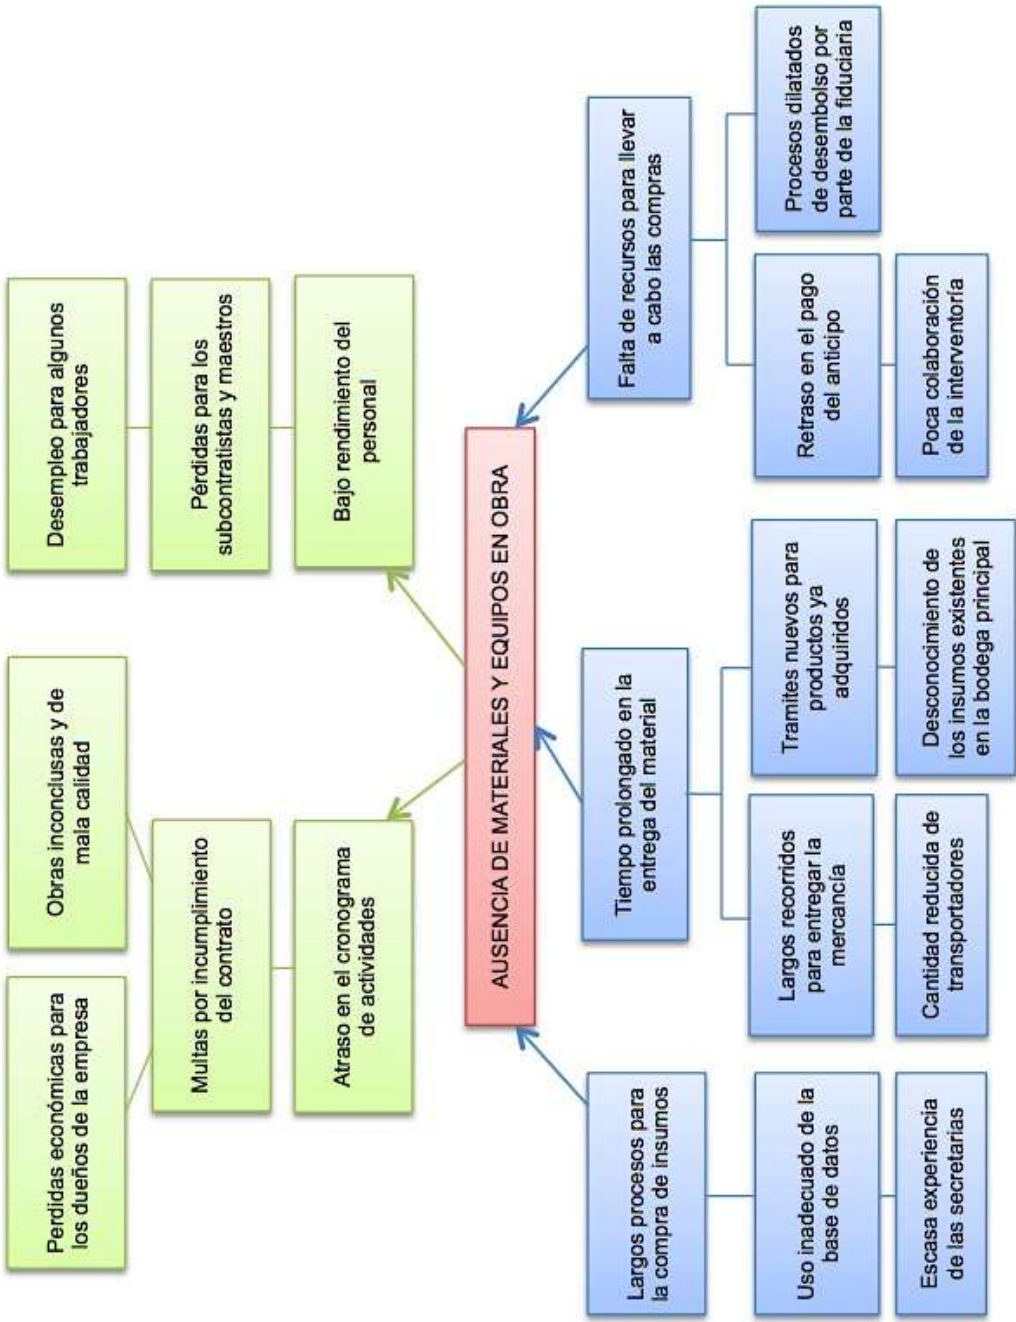 Perdidas económicas para
los dueños de la empresa
Obras inconclusas y de
mala calidad
Desempleo para algunos
trabajadores
Multas por incumplimiento
del contrato
Pérdidas para los
subcontratistas y maestros
Atraso en el cronograma
de actividades
Bajo rendimiento del
personal
AUSENCIA DE MATERIALES Y EQUIPOS EN OBRA
Largos procesos para
la compra de insumos
Tiempo prolongado en la
entrega del material
Falta de recursos para llevar
a cabo las compras
Uso inadecuado de la
base de datos
Largos recorridos
para entregar la
mercancía
Tramites nuevos para
productos ya
adquiridos
Retraso en el pago
del anticipo
Procesos dilatados
de desembolso por
parte de la fiduciaria
Escasa experiencia
de las secretarias
Cantidad reducida de
transportadores
Desconocimiento de
los insumos existentes
en la bodega principal
Poca colaboración
de la interventoría